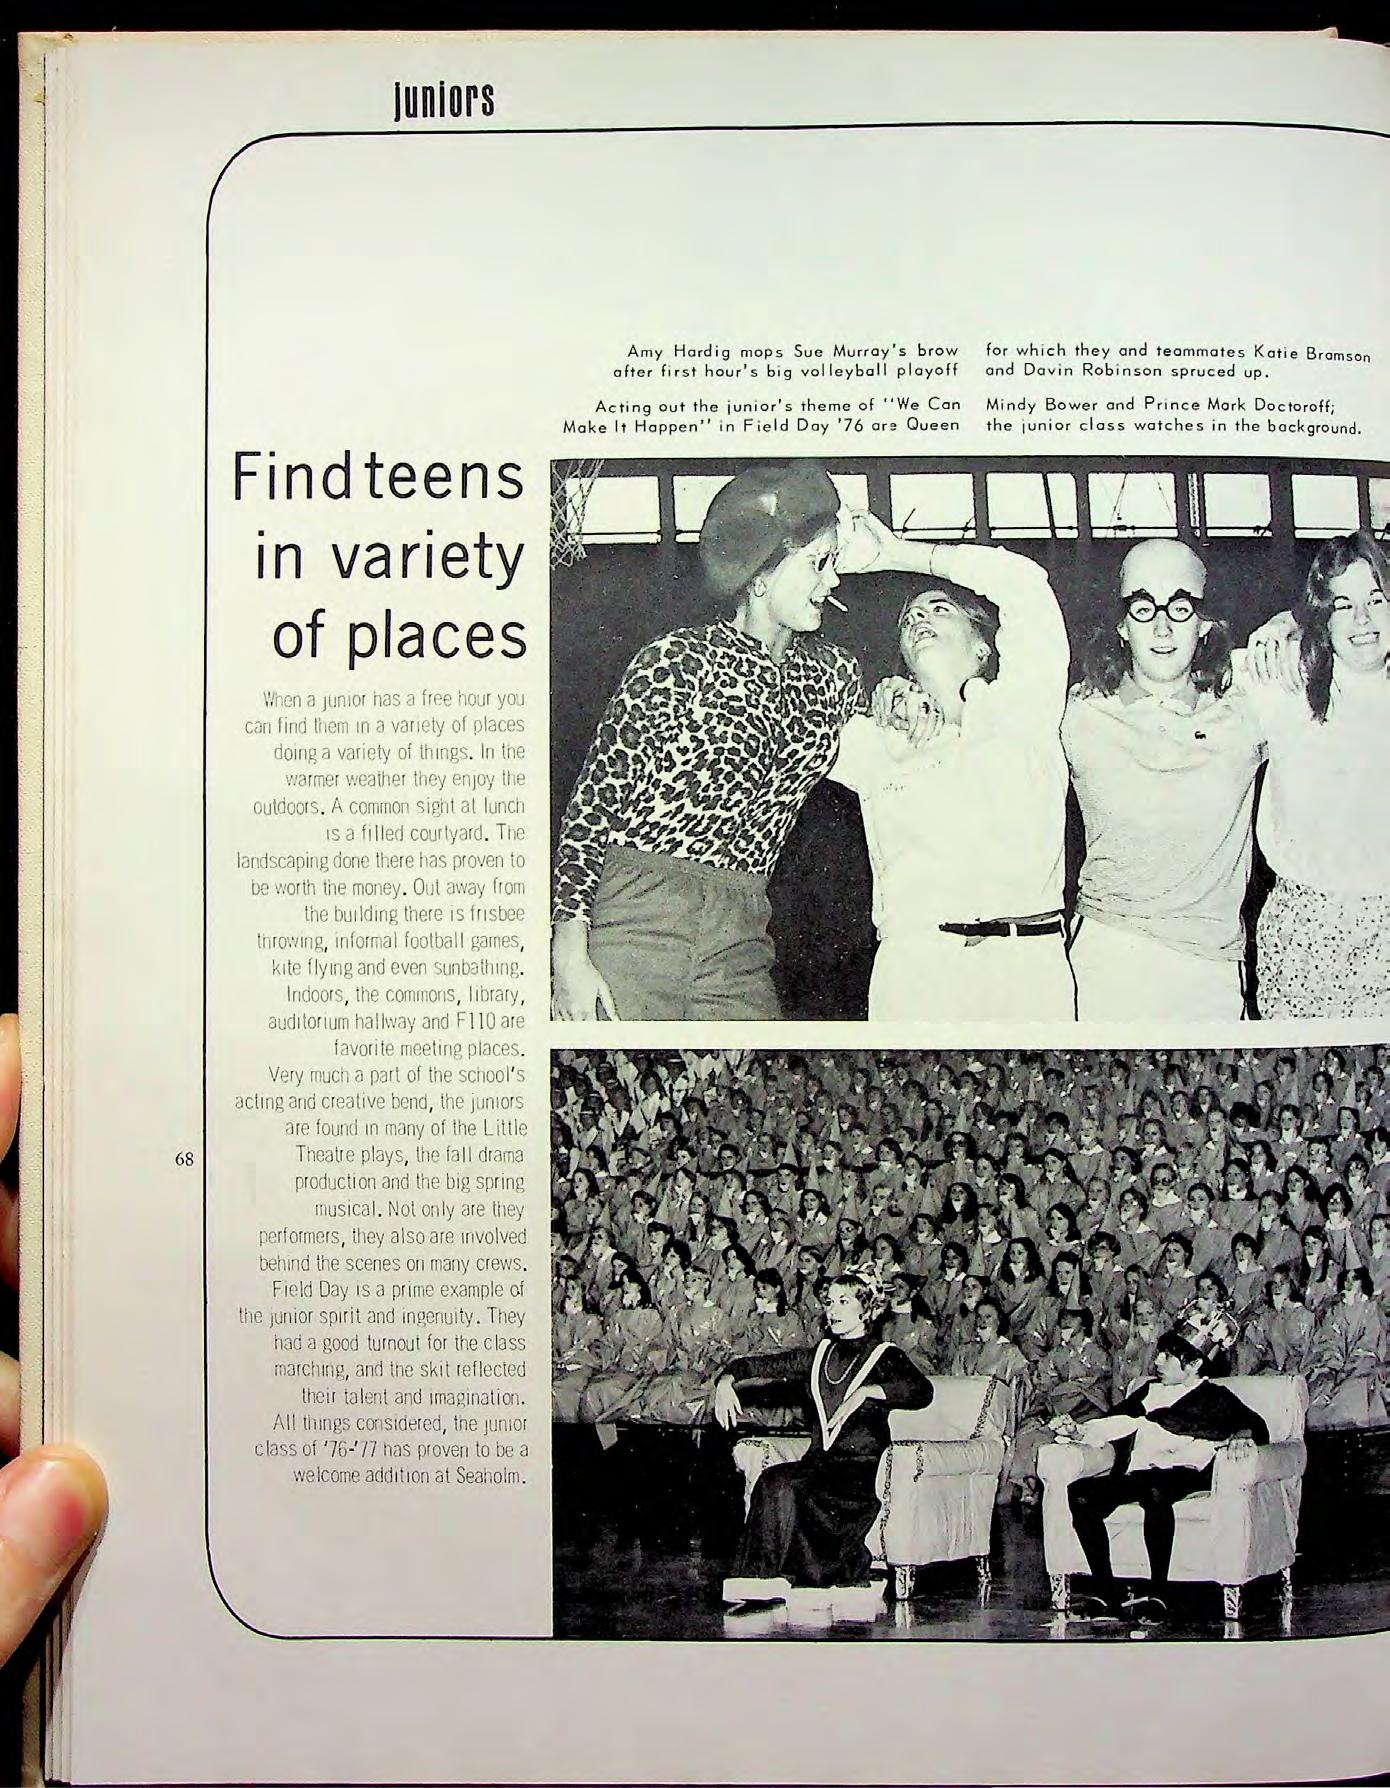 juniors
Amy Hardig mops Sue Murray's brow
after first hour's big volleyball playoff
for which they and teammates Katie Bramson
and Davin Robinson spruced up.
Acting out the junior's theme of "We Can
Make It Happen" in Field Day '76 are Queen
Mindy Bower and Prince Mark Doctoroff;
the junior class watches in the background.
Find teens
in variety
of places
When a junior has a free hour you
can find them in a variety of places
doing a variety of things. In the
warmer weather they enjoy the
outdoors. A common sight at lunch
is a filled courtyard. The
landscaping done there has proven to
be worth the money. Out away from
the building there is frisbee
throwing, informal football games,
kite flying and even sunbathing.
Indoors, the commons, library,
auditorium hallway and F110 are
favorite meeting places.
Very much a part of the school's
acting and creative bend, the juniors
are found in many of the Little
Theatre plays, the fall drama
production and the big spring
musical. Not only are they
performers, they also are involved
behind the scenes on many crews.
Field Day is a prime example of
the junior spirit and ingenuity. They
had a good turnout for the class
marching, and the skit reflected
their talent and imagination.
All things considered, the junior
class of '76-'77 has proven to be a
welcome addition at Seaholm.
68